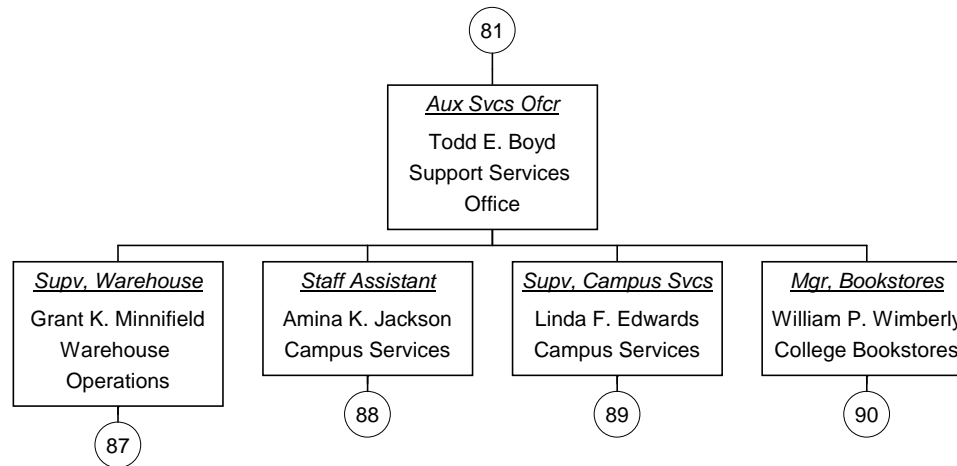 81
Aux Svcs Ofcr
Todd E. Boyd
Support Services
Office
Supv, Warehouse
Grant K. Minnifield
Warehouse
Operations
87
Staff Assistant
Amina K. Jackson
Campus Services
88
Supv, Campus Svcs
Linda F. Edwards
Campus Services
89
Mgr, Bookstores
William P. Wimberly
College Bookstores
90